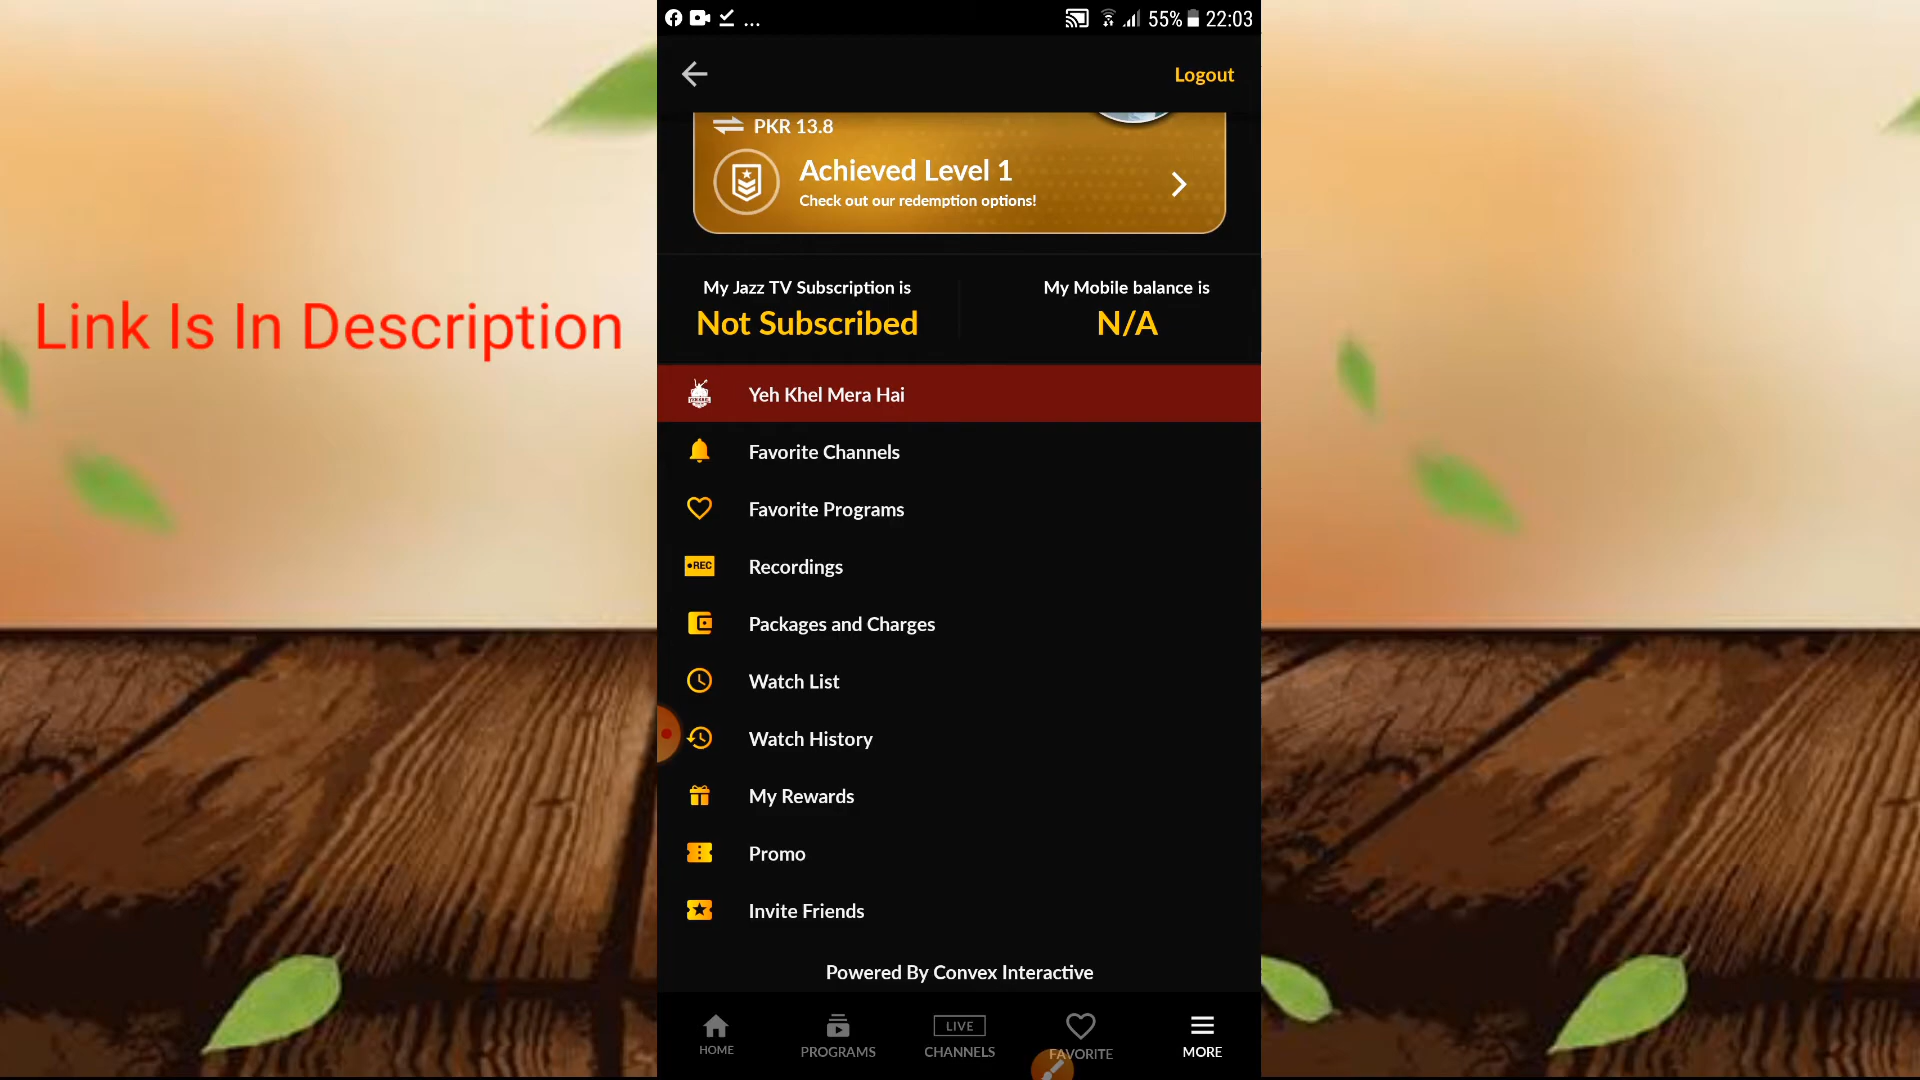 ...
55%
22:03
Logout
PKR 13.8
Achieved Level 1
Check out our redemption options!
My Jazz TV Subscription is
Not Subscribed
My Mobile balance is
N/A
Link Is In Description
Yeh Khel Mera Hai
Favorite Channels
Favorite Programs
•REC
Recordings
Packages and Charges
Watch List
Watch History
My Rewards
Promo
Invite Friends
Powered By Convex Interactive
HOME
PROGRAMS
LIVE
CHANNELS
FAVORITE
MORE